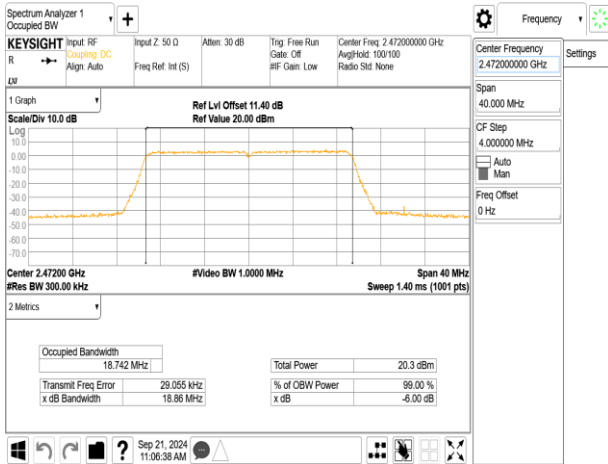 Spectrum Analyzer 1
Occupied BW
Frequency
KEYSIGHT
R
LXI
Input: RF
Coupling: DC
Align: Auto
Input Z: 50 Ω
Freq Ref: Int (S)
Atten: 30 dB
Trig: Free Run
Gate: Off
#IF Gain: Low
Center Freq: 2.472000000 GHz
Avg|Hold: 100/100
Radio Std: None
Center Frequency
2.472000000 GHz
Settings
Span
40.000 MHz
CF Step
4.000000 MHz
Auto
Man
Freq Offset
0 Hz
1 Graph
Scale/Div 10.0 dB
Ref Lvl Offset 11.40 dB
Ref Value 20.00 dBm
Log
10.0
0.00
-10.0
-20.0
-30.0
-40.0
-50.0
-60.0
-70.0
Center 2.47200 GHz
#Res BW 300.00 kHz
#Video BW 1.0000 MHz
Span 40 MHz
Sweep 1.40 ms (1001 pts)
2 Metrics
Occupied Bandwidth
18.742 MHz
Total Power 20.3 dBm
Transmit Freq Error 29.055 kHz
% of OBW Power 99.00 %
x dB Bandwidth 18.86 MHz
x dB -6.00 dB
?
Sep 21, 2024
11:06:38 AM